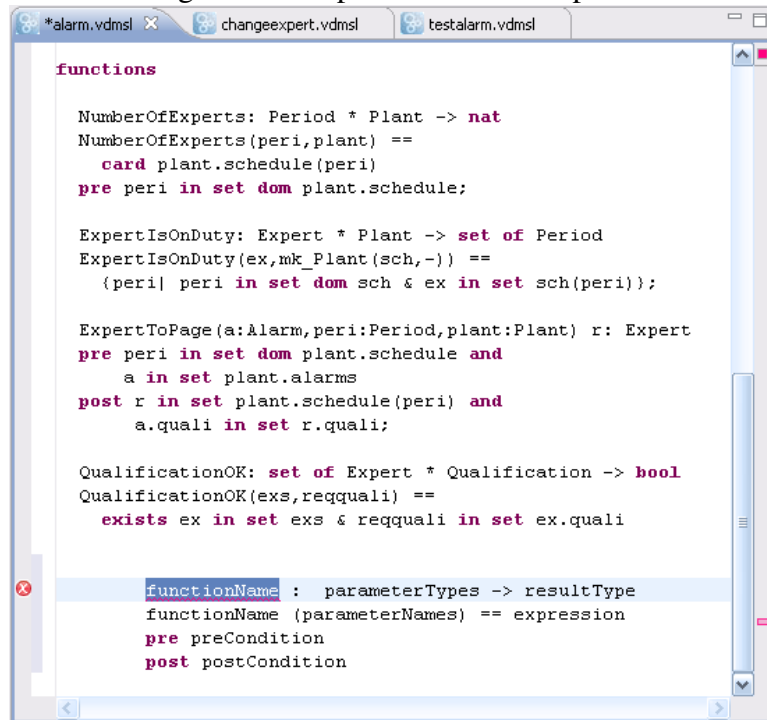 *alarm.vdmsl changeexpert.vdmsl testalarm.vdmsl
functions
NumberOfExperts: Period * Plant -> nat
NumberOfExperts(peri,plant) ==
card plant.schedule(peri)
pre peri in set dom plant.schedule;
ExpertIsOnDuty: Expert * Plant -> set of Period
ExpertIsOnDuty(ex,mk_Plant(sch,-)) ==
{peri| peri in set dom sch & ex in set sch(peri)};
ExpertToPage(a:Alarm,peri:Period,plant:Plant) r: Expert
pre peri in set dom plant.schedule and
a in set plant.alarms
post r in set plant.schedule(peri) and
a.quali in set r.quali;
QualificationOK: set of Expert * Qualification -> bool
QualificationOK(exs,reqquali) ==
exists ex in set exs & reqquali in set ex.quali
functionName : parameterTypes -> resultType
functionName (parameterNames) == expression
pre preCondition
post postCondition